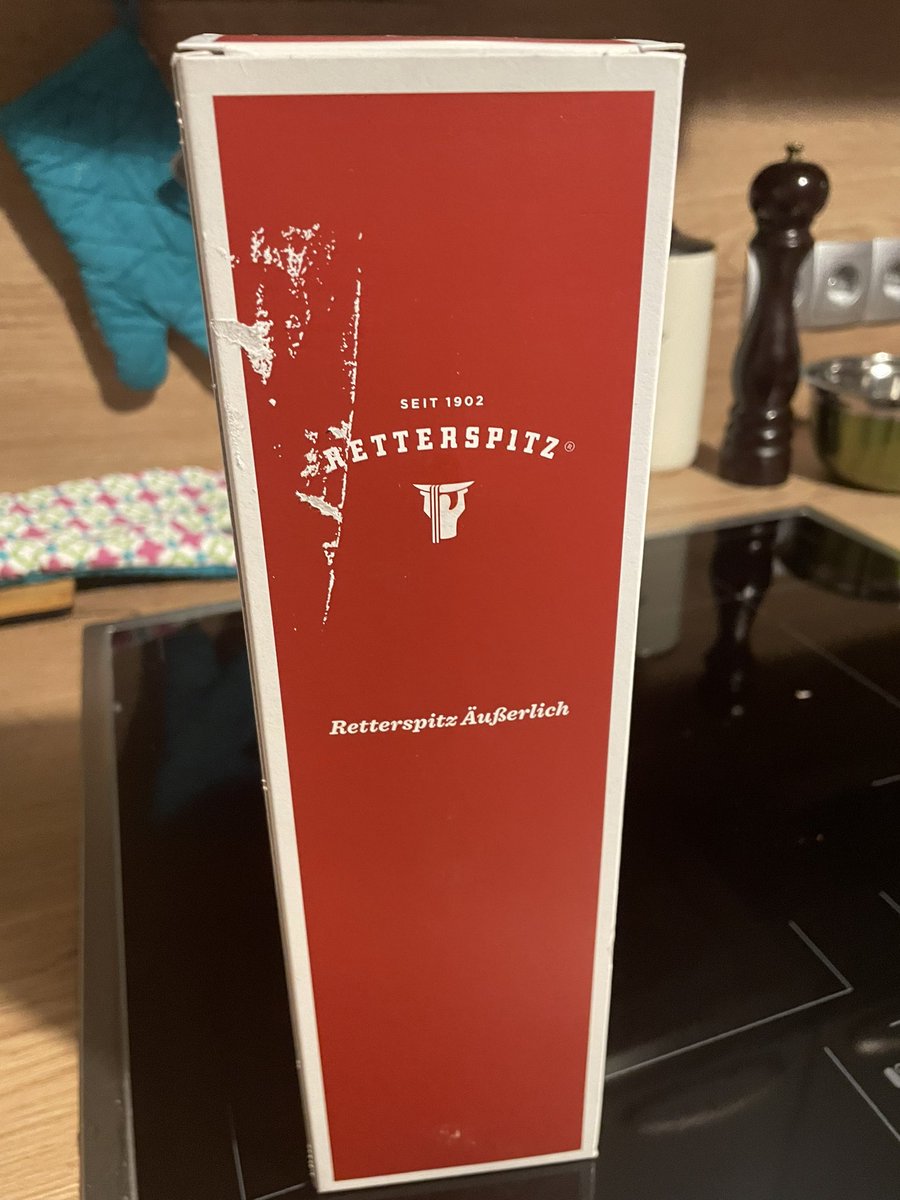 SEIT 1902
RETTERSPITZ®
Retterspitz Äußerlich